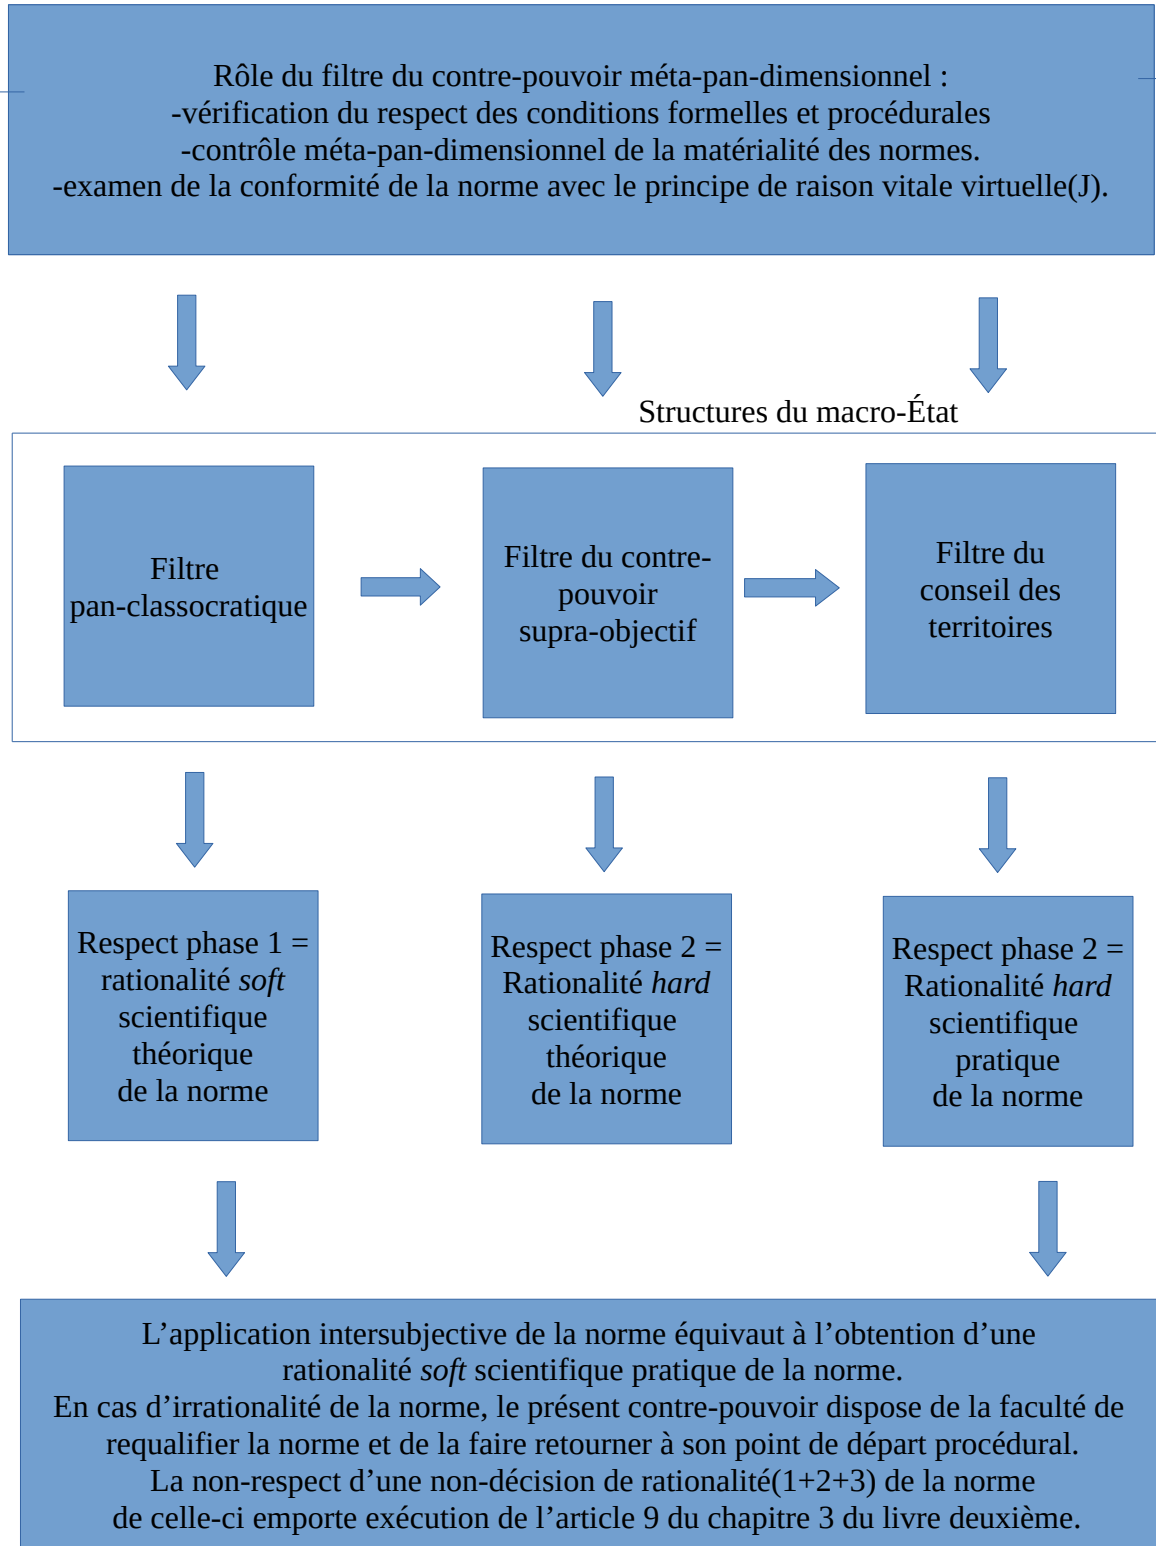 Rôle du filtre du contre-pouvoir méta-pan-dimensionnel :
-vérification du respect des conditions formelles et procédurales
-contrôle méta-pan-dimensionnel de la matérialité des normes.
-examen de la conformité de la norme avec le principe de raison vitale virtuelle(J).
Structures du macro-État
Filtre
pan-classocratique
Filtre du contre-
pouvoir
supra-objectif
Filtre du
conseil des
territoires
Respect phase 1 =
rationalité soft
scientifique
théorique
de la norme
Respect phase 2 =
Rationalité hard
scientifique
théorique
de la norme
Respect phase 2 =
Rationalité hard
scientifique
pratique
de la norme
L’application intersubjective de la norme équivaut à l’obtention d’une
rationalité soft scientifique pratique de la norme.
En cas d’irrationalité de la norme, le présent contre-pouvoir dispose de la faculté de
requalifier la norme et de la faire retourner à son point de départ procédural.
La non-respect d’une non-décision de rationalité(1+2+3) de la norme
de celle-ci emporte exécution de l’article 9 du chapitre 3 du livre deuxième.